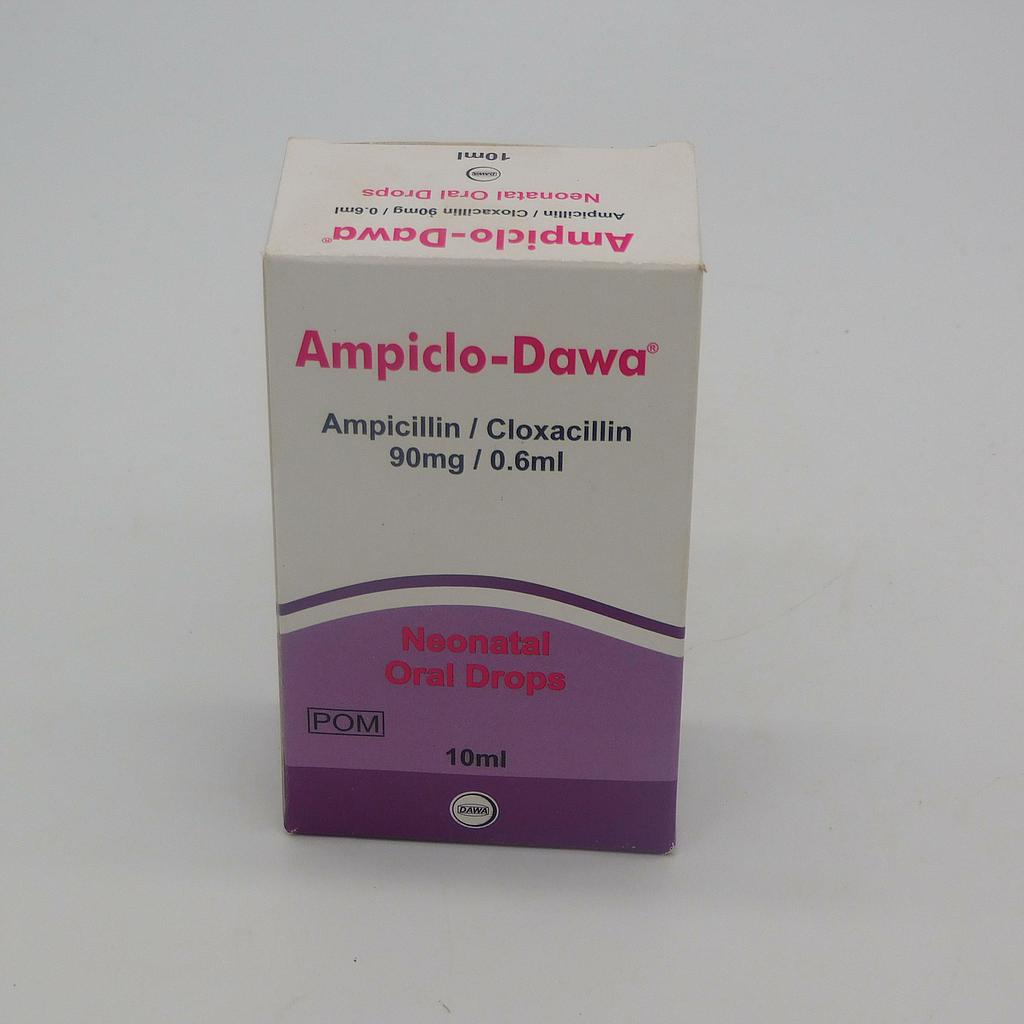 10ml
DAWA
Neonatal Oral Drops
Ampicillin / Cloxacillin 90mg / 0.6ml
Ampiclo-Dawa®
Ampiclo-Dawa®
Ampicillin / Cloxacillin
90mg / 0.6ml
Neonatal
Oral Drops
POM
10ml
DAWA